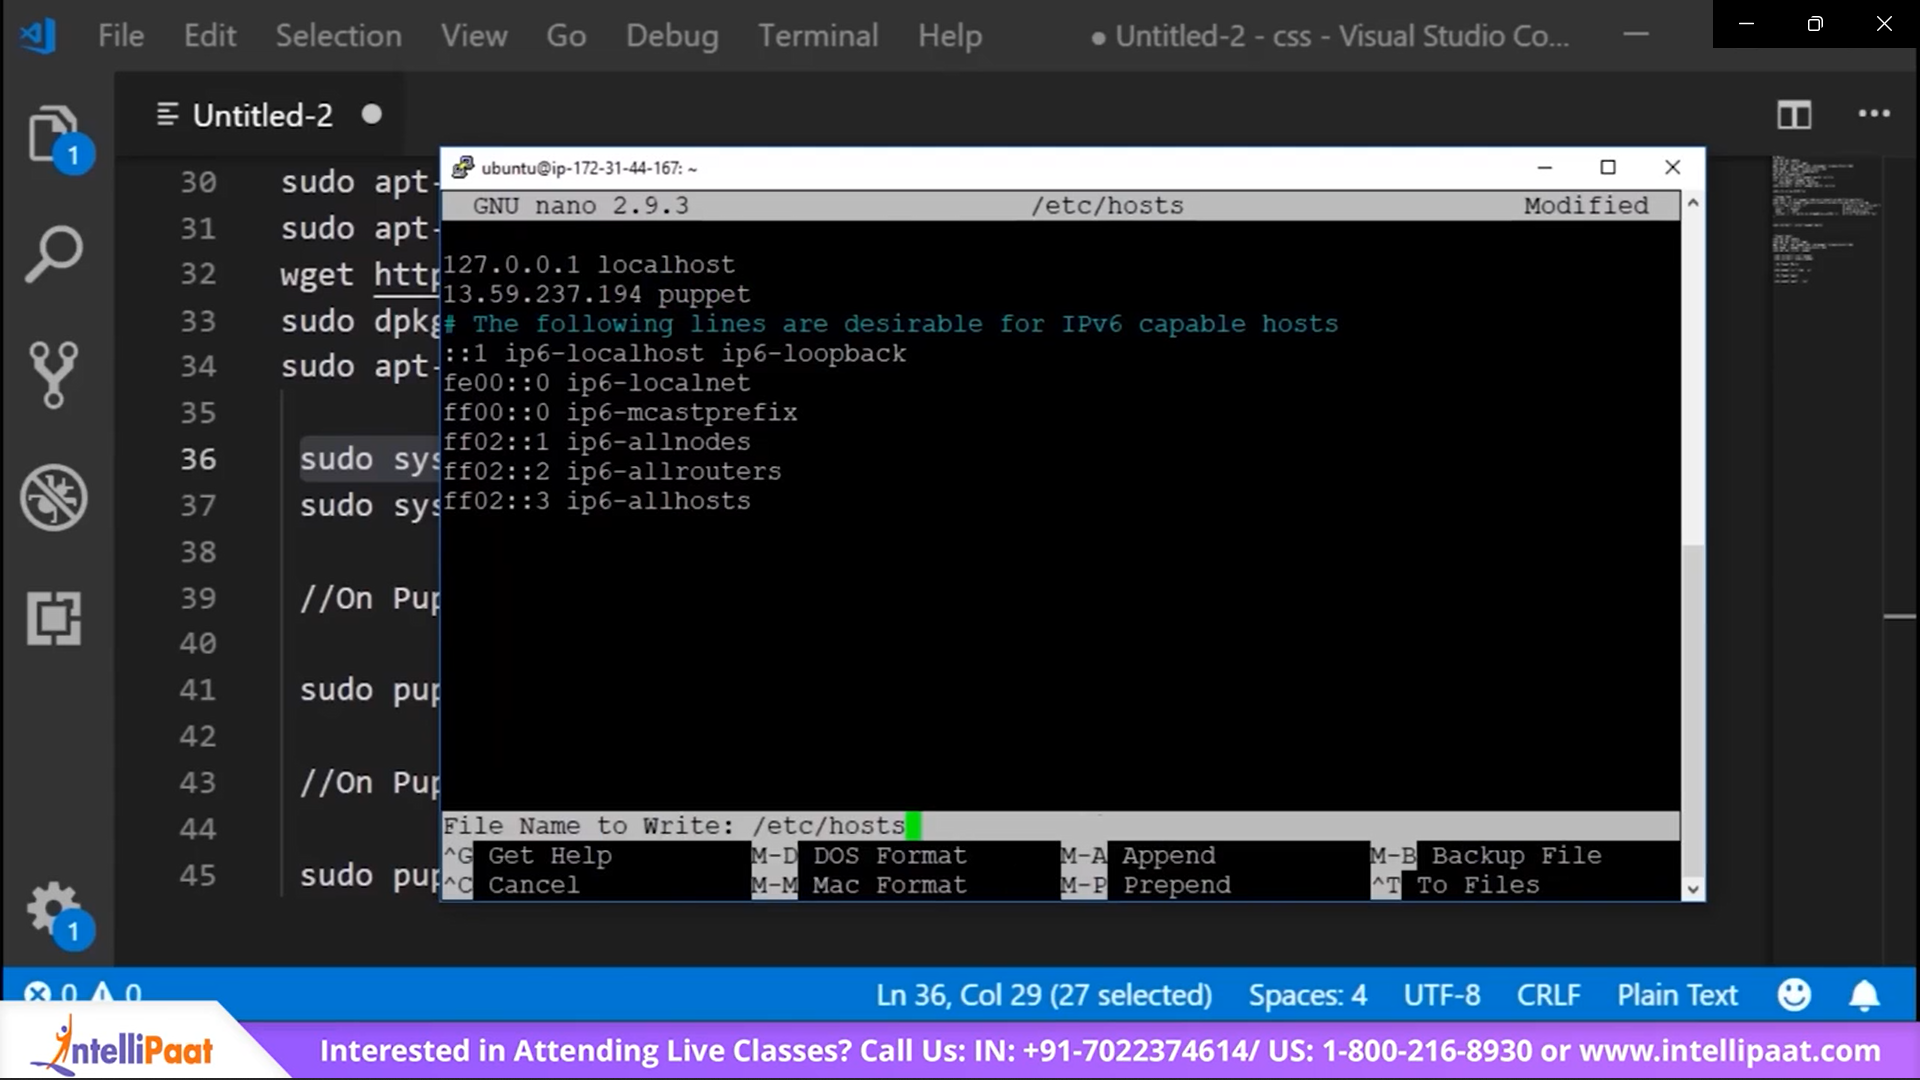 File Edit Selection View Go Debug Terminal Help ● Untitled-2 - css - Visual Studio Co...
Untitled-2
1
30 sudo apt-
31 sudo apt-
32 wget http
33 sudo dpkg
34 sudo apt-
35
36 sudo sys
37 sudo sys
38
39 //On Pup
40
41 sudo pup
42
43 //On Pup
44
45 sudo pup
1
ubuntu@ip-172-31-44-167: ~
GNU nano 2.9.3 /etc/hosts Modified
127.0.0.1 localhost
13.59.237.194 puppet
# The following lines are desirable for IPv6 capable hosts
::1 ip6-localhost ip6-loopback
fe00::0 ip6-localnet
ff00::0 ip6-mcastprefix
ff02::1 ip6-allnodes
ff02::2 ip6-allrouters
ff02::3 ip6-allhosts
File Name to Write: /etc/hosts
^G Get Help M-D DOS Format M-A Append M-B Backup File
^C Cancel M-M Mac Format M-P Prepend ^T To Files
0 0 Ln 36, Col 29 (27 selected) Spaces: 4 UTF-8 CRLF Plain Text
IntelliPaat
Interested in Attending Live Classes? Call Us: IN: +91-7022374614/ US: 1-800-216-8930 or www.intellipaat.com